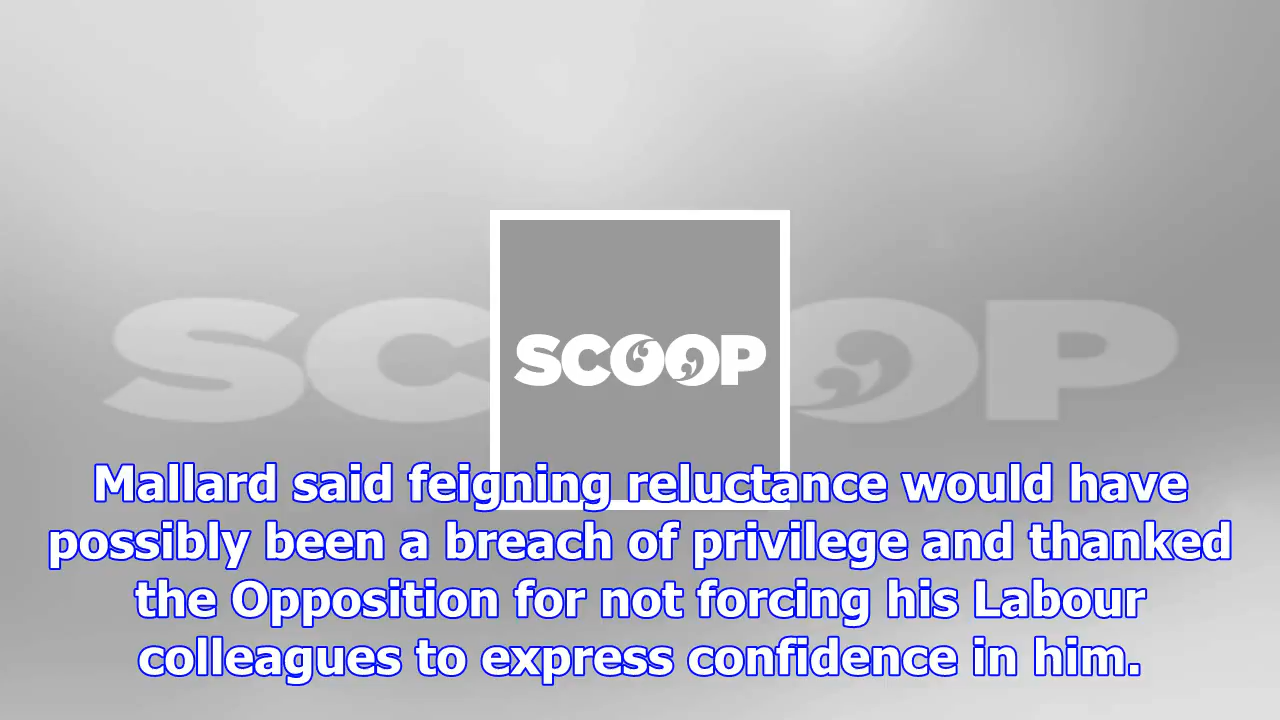 SCOOP
SCOOP
Mallard said feigning reluctance would have
possibly been a breach of privilege and thanked
the Opposition for not forcing his Labour
colleagues to express confidence in him.